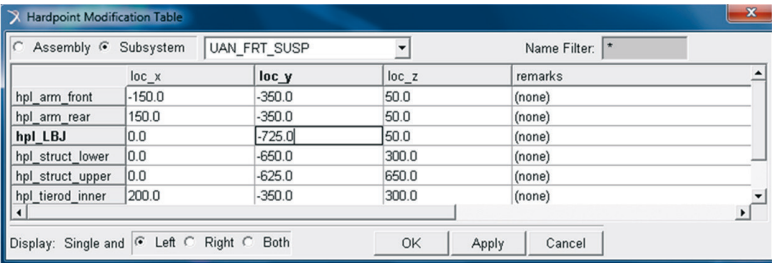 Hardpoint Modification Table
Assembly Subsystem UAN_FRT_SUSP Name Filter: *
loc_x loc_y loc_z remarks
hpl_arm_front -150.0 -350.0 50.0 (none)
hpl_arm_rear 150.0 -350.0 50.0 (none)
hpl_LBJ 0.0 -725.0 50.0 (none)
hpl_struct_lower 0.0 -650.0 300.0 (none)
hpl_struct_upper 0.0 -625.0 650.0 (none)
hpl_tierod_inner 200.0 -350.0 300.0 (none)
Display: Single and Left Right Both OK Apply Cancel